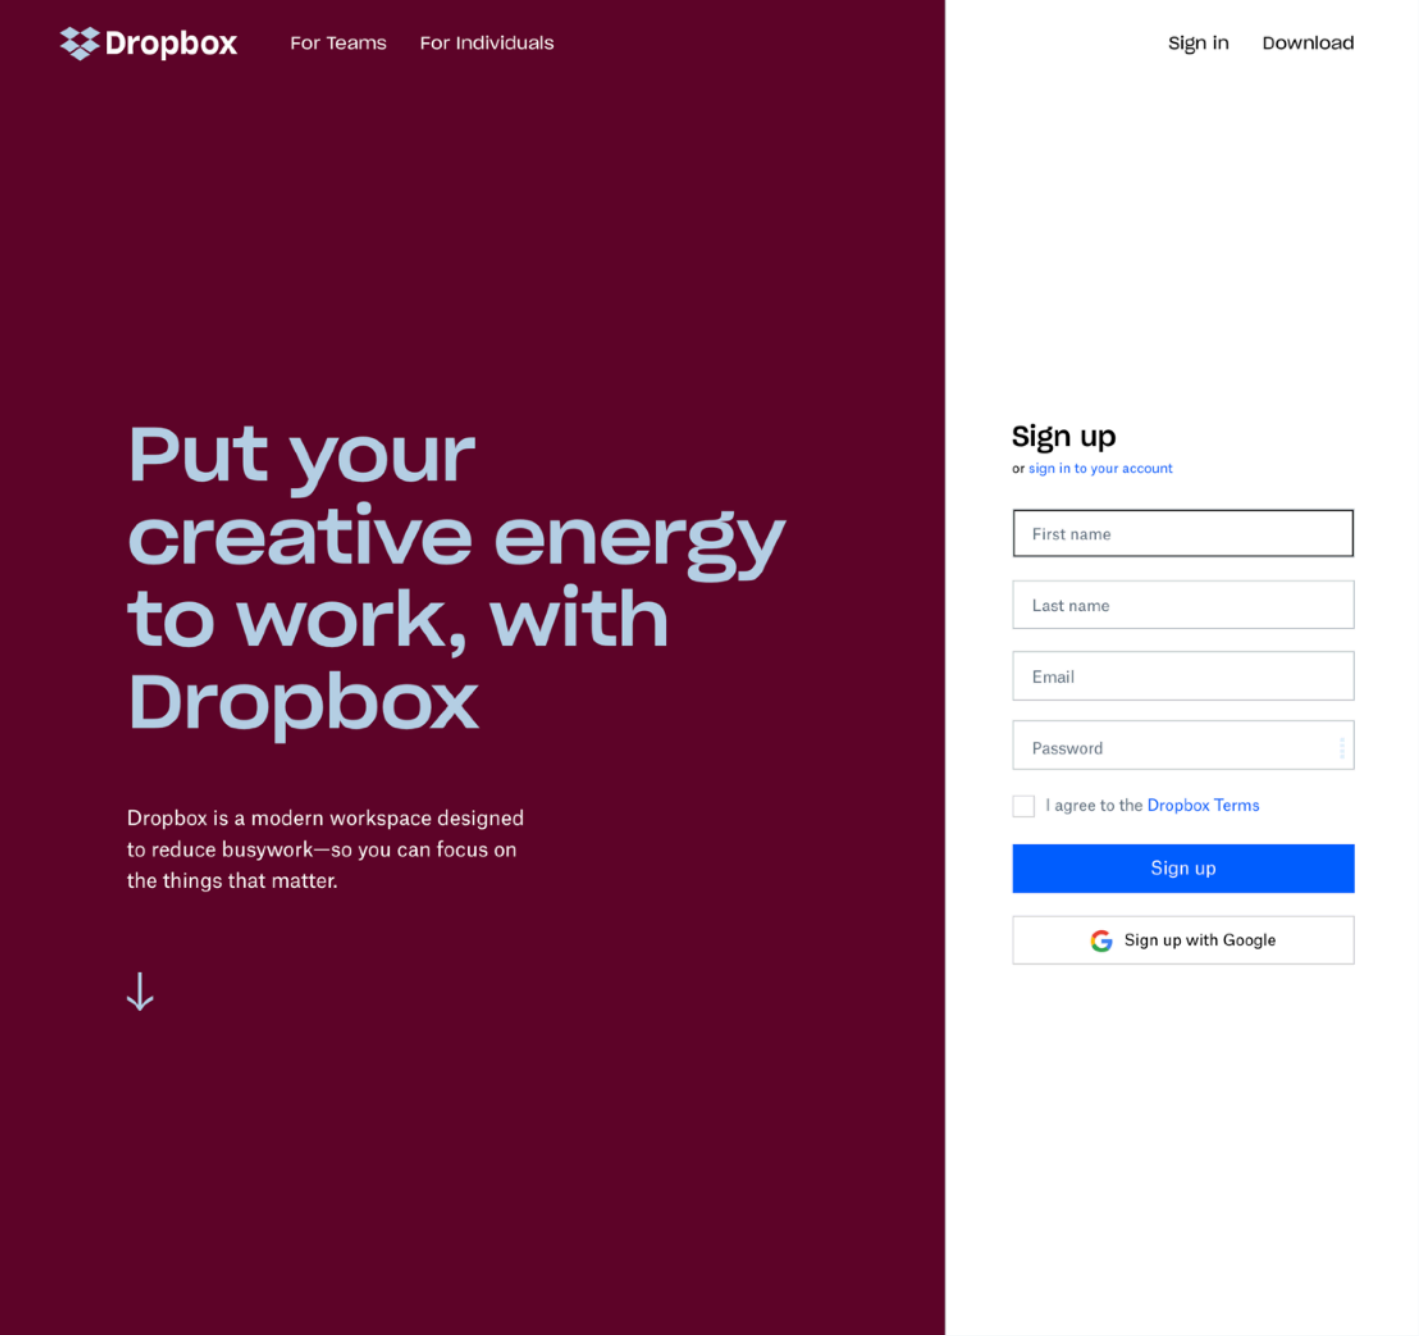 Dropbox
For Teams
For Individuals
Sign in
Download
Put your
creative energy
to work, with
Dropbox
Dropbox is a modern workspace designed
to reduce busywork—so you can focus on
the things that matter.
Sign up
or sign in to your account
First name
Last name
Email
Password
I agree to the Dropbox Terms
Sign up
Sign up with Google